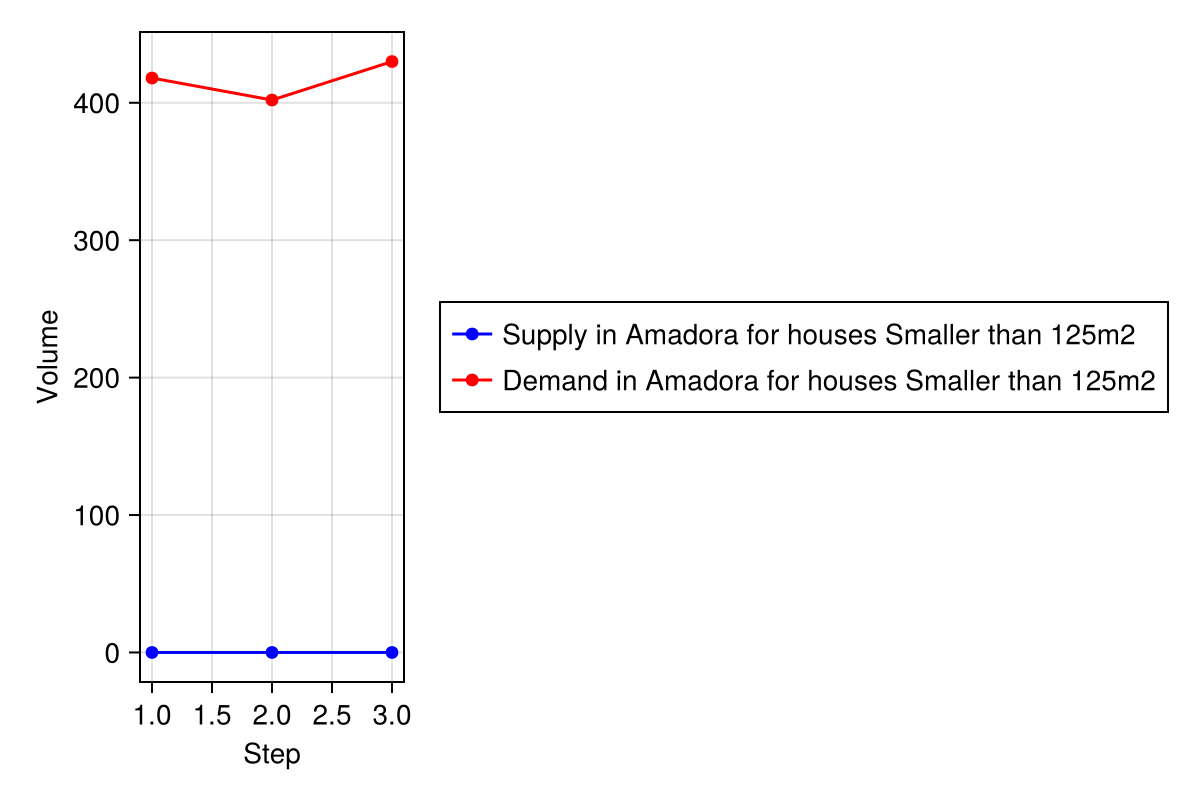 400
300
200
100
0
Volume
1.0 1.5 2.0 2.5 3.0
Step
Supply in Amadora for houses Smaller than 125m2
Demand in Amadora for houses Smaller than 125m2